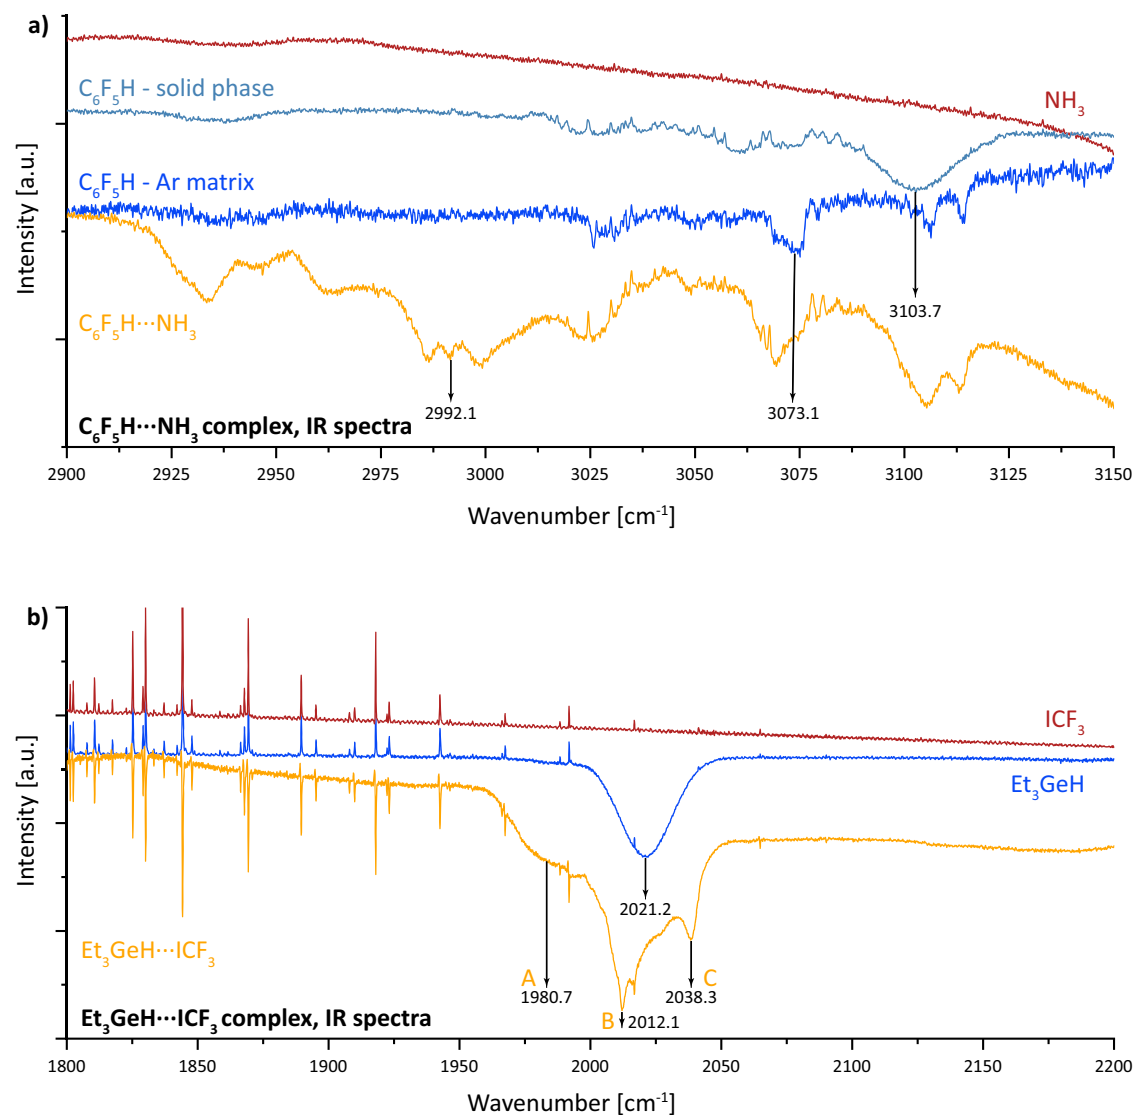 a)
C₆F₅H - solid phase
NH₃
C₆F₅H - Ar matrix
C₆F₅H···NH₃
3103.7
2992.1
3073.1
C₆F₅H···NH₃ complex, IR spectra
Intensity [a.u.]
2900 2925 2950 2975 3000 3025 3050 3075 3100 3125 3150
Wavenumber [cm⁻¹]
b)
ICF₃
Et₃GeH
2021.2
Et₃GeH···ICF₃
A
1980.7
C
2038.3
B
2012.1
Et₃GeH···ICF₃ complex, IR spectra
Intensity [a.u.]
1800 1850 1900 1950 2000 2050 2100 2150 2200
Wavenumber [cm⁻¹]